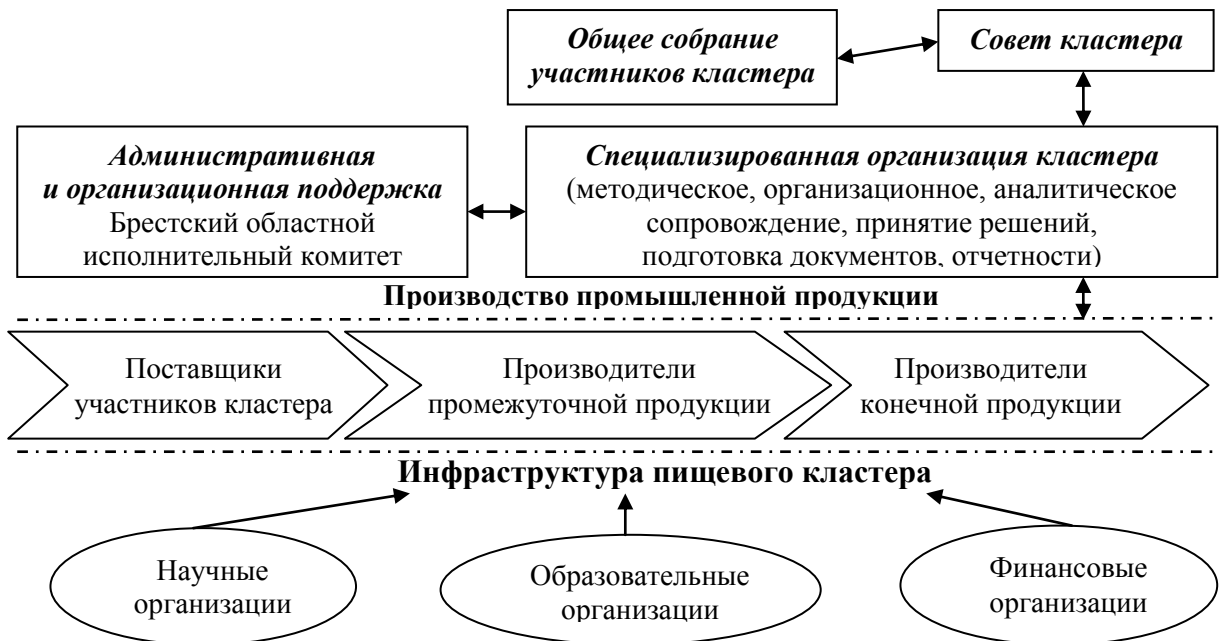 Общее собрание
участников кластера
Совет кластера
Административная
и организационная поддержка
Брестский областной
исполнительный комитет
Специализированная организация кластера
(методическое, организационное, аналитическое
сопровождение, принятие решений,
подготовка документов, отчетности)
Производство промышленной продукции
Поставщики
участников кластера
Производители
промежуточной продукции
Производители
конечной продукции
Инфраструктура пищевого кластера
Научные
организации
Образовательные
организации
Финансовые
организации